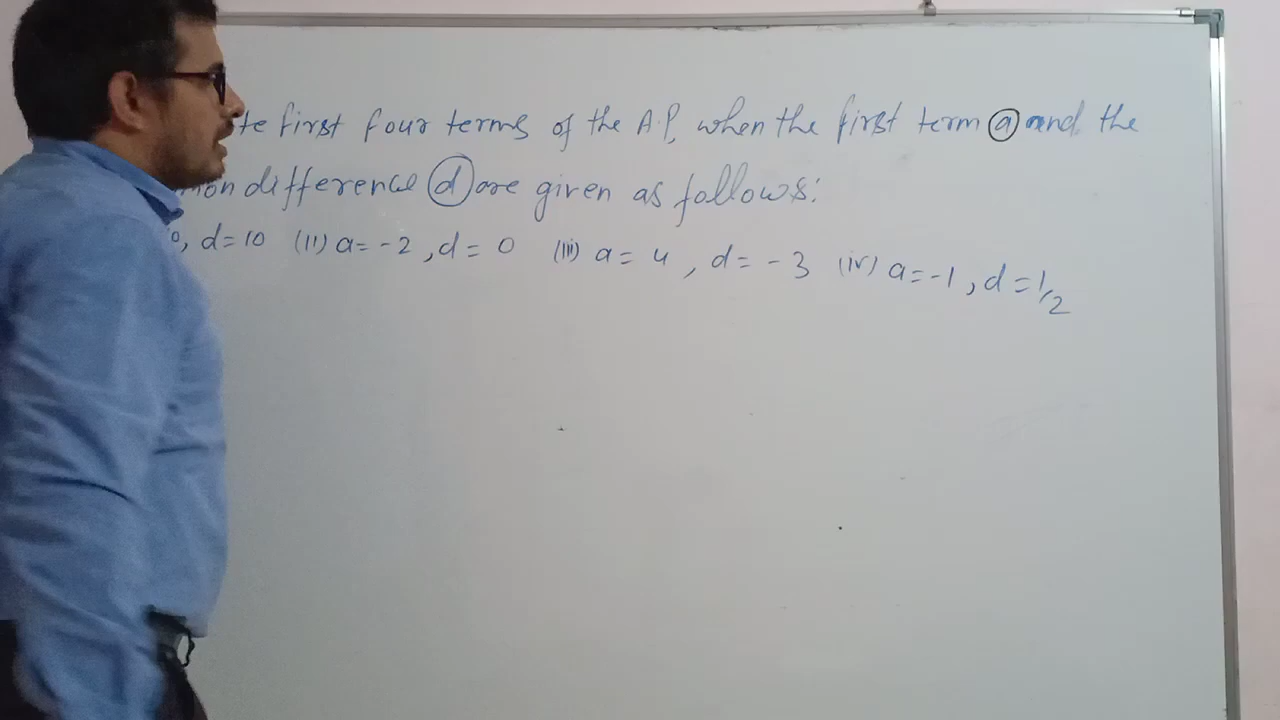 te first four terms of the A.P, when the first term a and the
mon difference d are given as follows:
0, d=10 (ii) a=-2, d=0 (iii) a=4, d=-3 (iv) a=-1, d=1/2